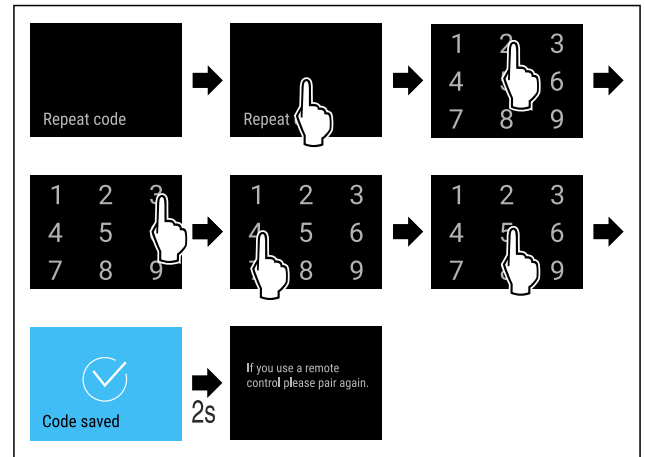 Repeat code
Repeat
1 2 3
4 6
7 8 9
1 2 3
4 5
7 8 9
1 2 3
4 5 6
8 9
1 2 3
4 5 6
7 9
Code saved
2s
If you use a remote
control please pair again.